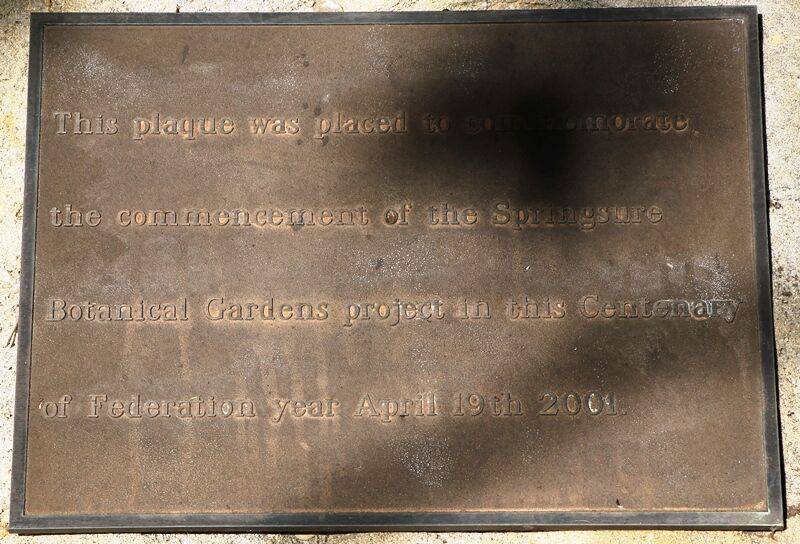 This plaque was placed to commemorate
the commencement of the Springsure
Botanical Gardens project in this Centenary
of Federation year April 19th 2001.